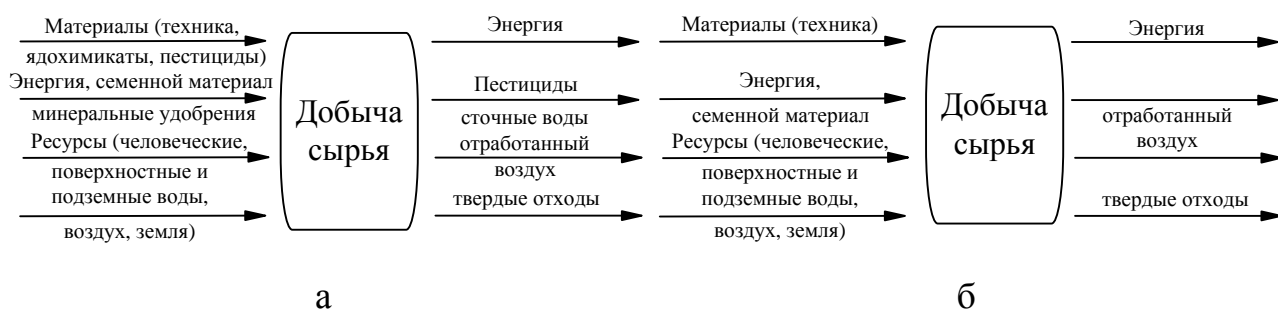 Материалы (техника,
ядохимикаты, пестициды)
Энергия, семенной материал
минеральные удобрения
Ресурсы (человеческие,
поверхностные и
подземные воды,
воздух, земля)
Добыча
сырья
Энергия
Пестициды
сточные воды
отработанный
воздух
твердые отходы
а
Материалы (техника)
Энергия,
семенной материал
Ресурсы (человеческие,
поверхностные и
подземные воды,
воздух, земля)
Добыча
сырья
Энергия
отработанный
воздух
твердые отходы
б